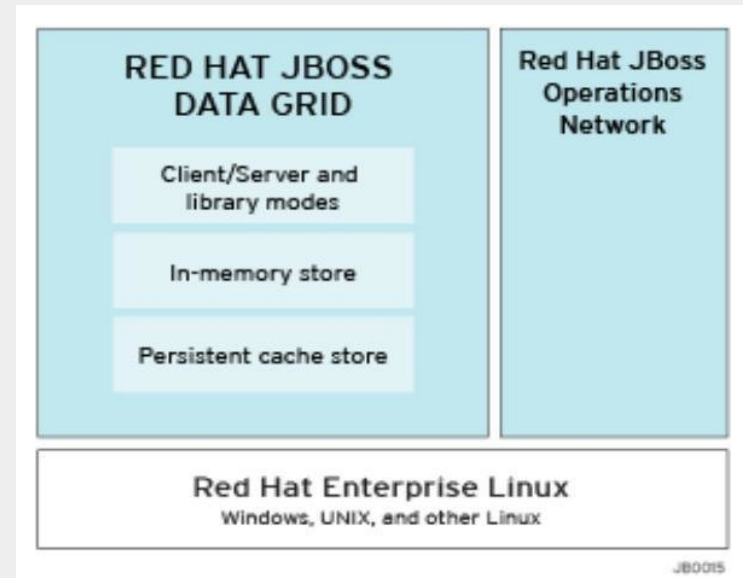 RED HAT JBOSS
DATA GRID
Client/Server and
library modes
In-memory store
Persistent cache store
Red Hat JBoss
Operations
Network
Red Hat Enterprise Linux
Windows, UNIX, and other Linux
JB0015